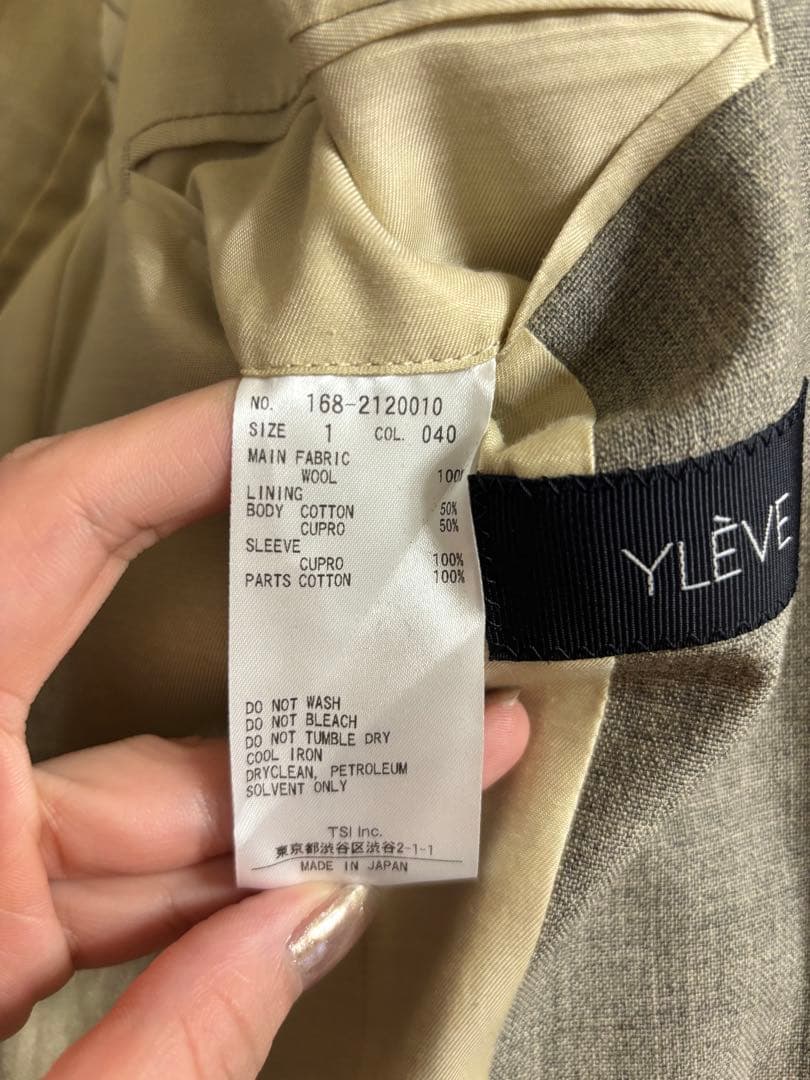 NO. 168-2120010
SIZE 1 COL. 040
MAIN FABRIC
WOOL 100%
LINING
BODY COTTON 50%
CUPRO 50%
SLEEVE
CUPRO 100%
PARTS COTTON 100%
DO NOT WASH
DO NOT BLEACH
DO NOT TUMBLE DRY
COOL IRON
DRYCLEAN, PETROLEUM
SOLVENT ONLY
TSI Inc.
東京都渋谷区渋谷2-1-1
MADE IN JAPAN
YLÈVE